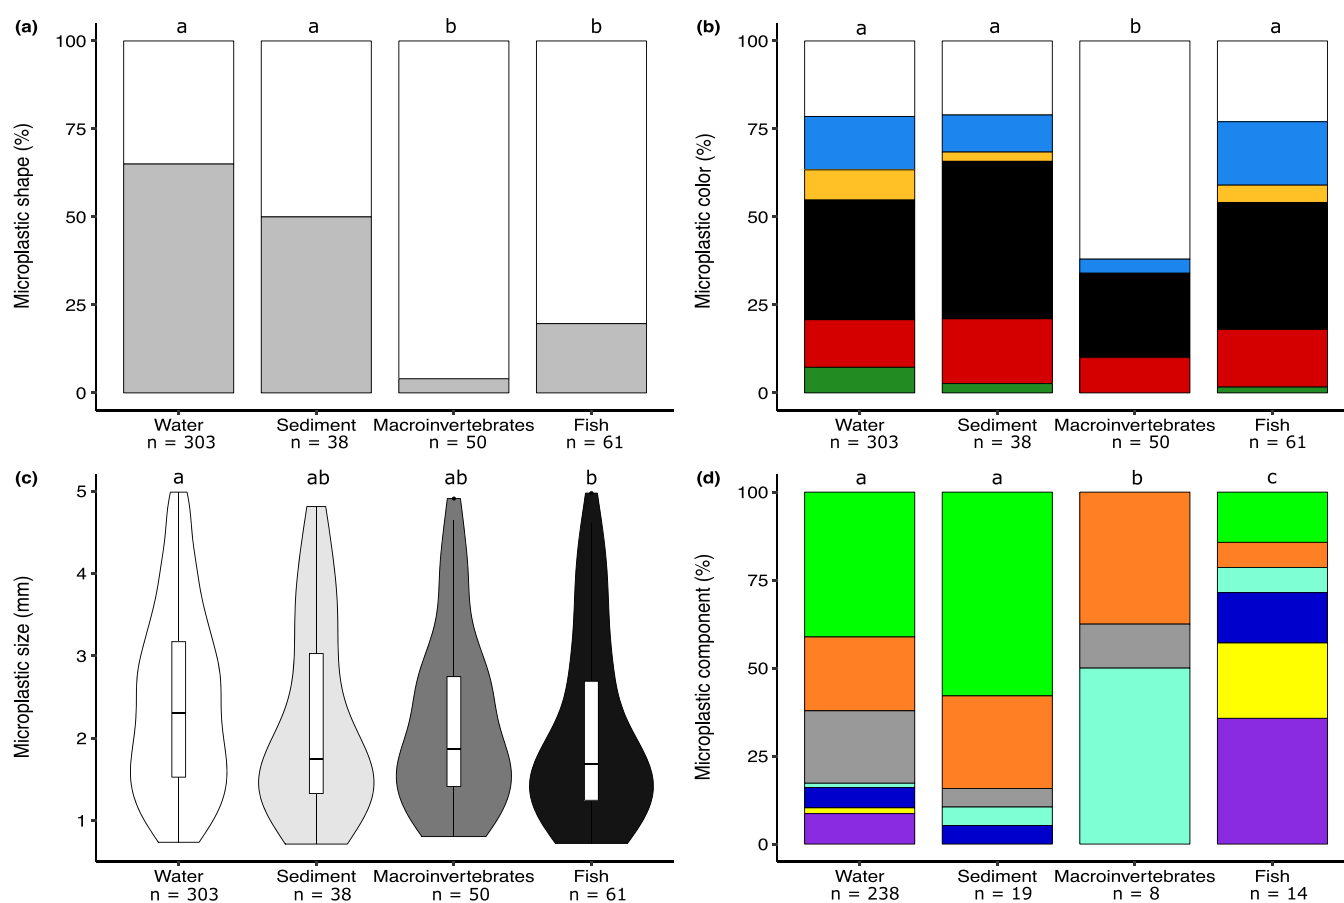 (a)
a a b b
Microplastic shape (%)
100
75
50
25
0
Water Sediment Macroinvertebrates Fish
n = 303 n = 38 n = 50 n = 61
(b)
a a b a
Microplastic color (%)
100
75
50
25
0
Water Sediment Macroinvertebrates Fish
n = 303 n = 38 n = 50 n = 61
(c)
a ab ab b
Microplastic size (mm)
5
4
3
2
1
Water Sediment Macroinvertebrates Fish
n = 303 n = 38 n = 50 n = 61
(d)
a a b c
Microplastic component (%)
100
75
50
25
0
Water Sediment Macroinvertebrates Fish
n = 238 n = 19 n = 8 n = 14